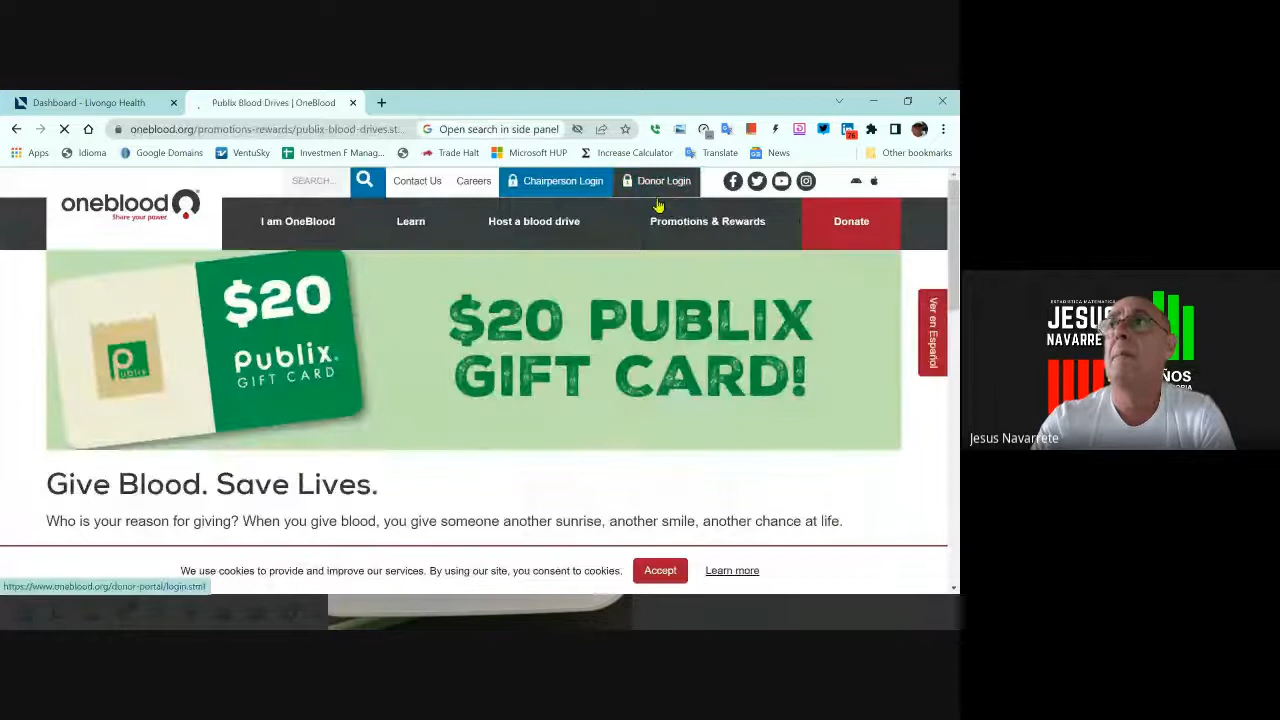 Dashboard - Livongo Health
Publix Blood Drives | OneBlood
oneblood.org/promotions-rewards/publix-blood-drives.st...
Open search in side panel
26
Apps
Idioma
Google Domains
VentuSky
Investmen F Manag...
Trade Halt
Microsoft HUP
Increase Calculator
Translate
News
Other bookmarks
SEARCH...
Contact Us
Careers
Chairperson Login
Donor Login
oneblood
Share your power.
I am OneBlood
Learn
Host a blood drive
Promotions & Rewards
Donate
$20
Publix.
GIFT CARD
Publix
$20 PUBLIX
GIFT CARD!
Ver en Español
Give Blood. Save Lives.
Who is your reason for giving? When you give blood, you give someone another sunrise, another smile, another chance at life.
We use cookies to provide and improve our services. By using our site, you consent to cookies.
Accept
Learn more
https://www.oneblood.org/donor-portal/login.stml
ESTADISTICA MATEMATICA
JESUS
NAVARRE
Jesus Navarrete